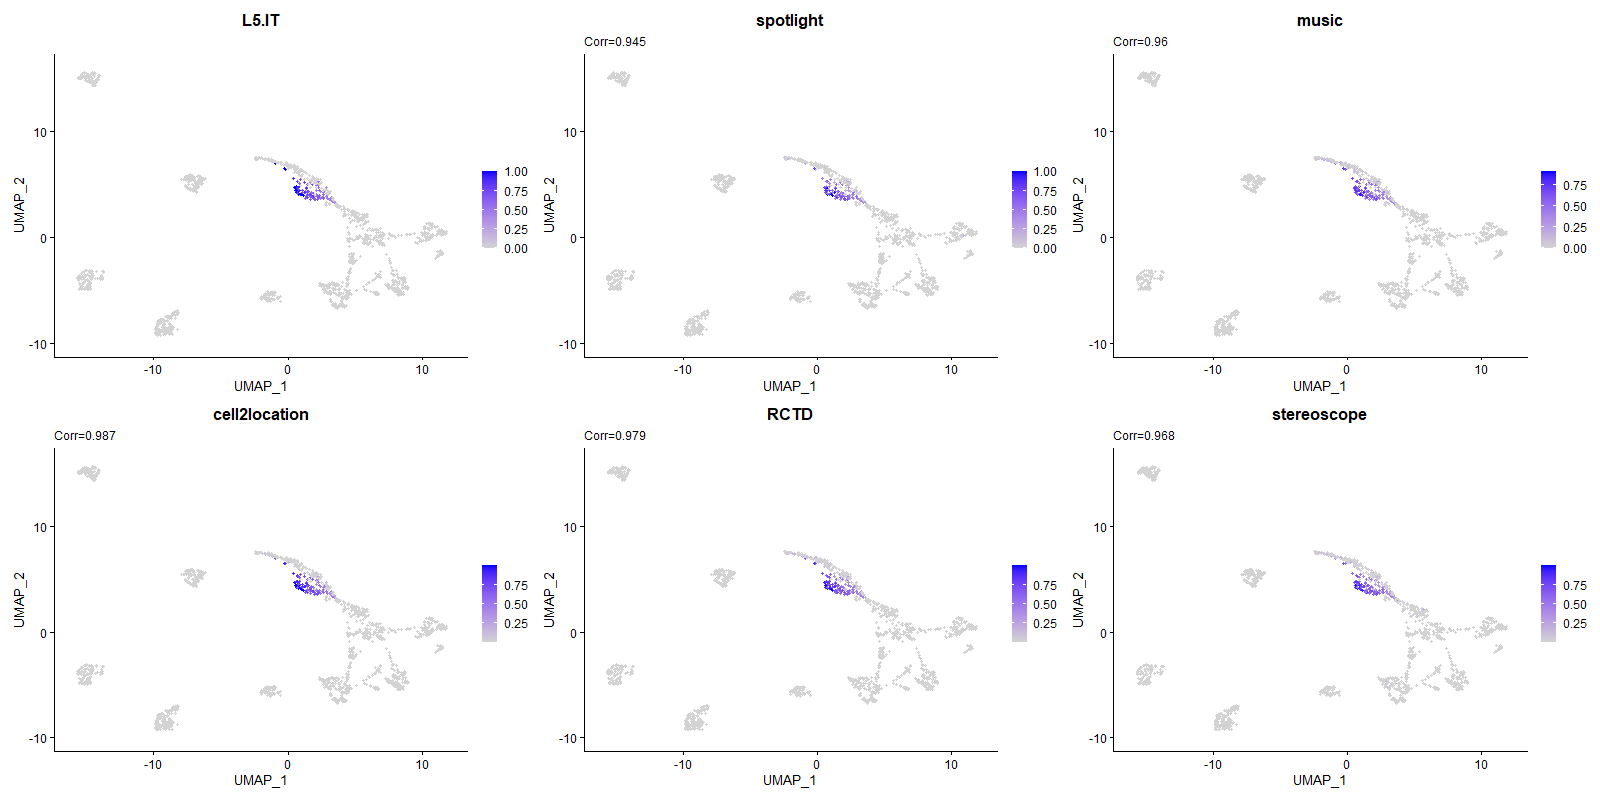 L5.IT
10
0
-10
-10
0
10
UMAP_1
UMAP_2
1.00
0.75
0.50
0.25
0.00
spotlight
Corr=0.945
10
0
-10
-10
0
10
UMAP_1
UMAP_2
1.00
0.75
0.50
0.25
0.00
music
Corr=0.96
10
0
-10
-10
0
10
UMAP_1
UMAP_2
0.75
0.50
0.25
0.00
cell2location
Corr=0.987
10
0
-10
-10
0
10
UMAP_1
UMAP_2
0.75
0.50
0.25
RCTD
Corr=0.979
10
0
-10
-10
0
10
UMAP_1
UMAP_2
0.75
0.50
0.25
stereoscope
Corr=0.968
10
0
-10
-10
0
10
UMAP_1
UMAP_2
0.75
0.50
0.25